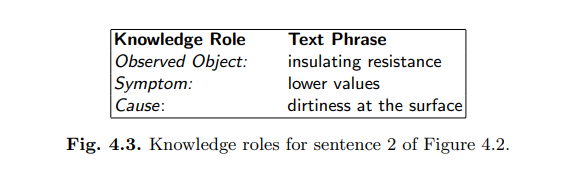 Knowledge Role Text Phrase
Observed Object: insulating resistance
Symptom: lower values
Cause: dirtiness at the surface
Fig. 4.3. Knowledge roles for sentence 2 of Figure 4.2.